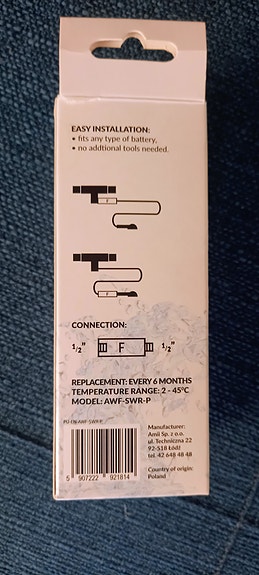 EASY INSTALLATION:
• fits any type of battery,
• no addtional tools needed.
F
F
CONNECTION:
1/2" F 1/2"
REPLACEMENT: EVERY 6 MONTHS
TEMPERATURE RANGE: 2 - 45°C
MODEL: AWF-SWR-P
5 907222 921814
Manufacturer:
Amii Sp. z o.o.
ul. Techniczna 22
92-518 Łódź
tel. 42 648 48 48
Country of origin:
Poland